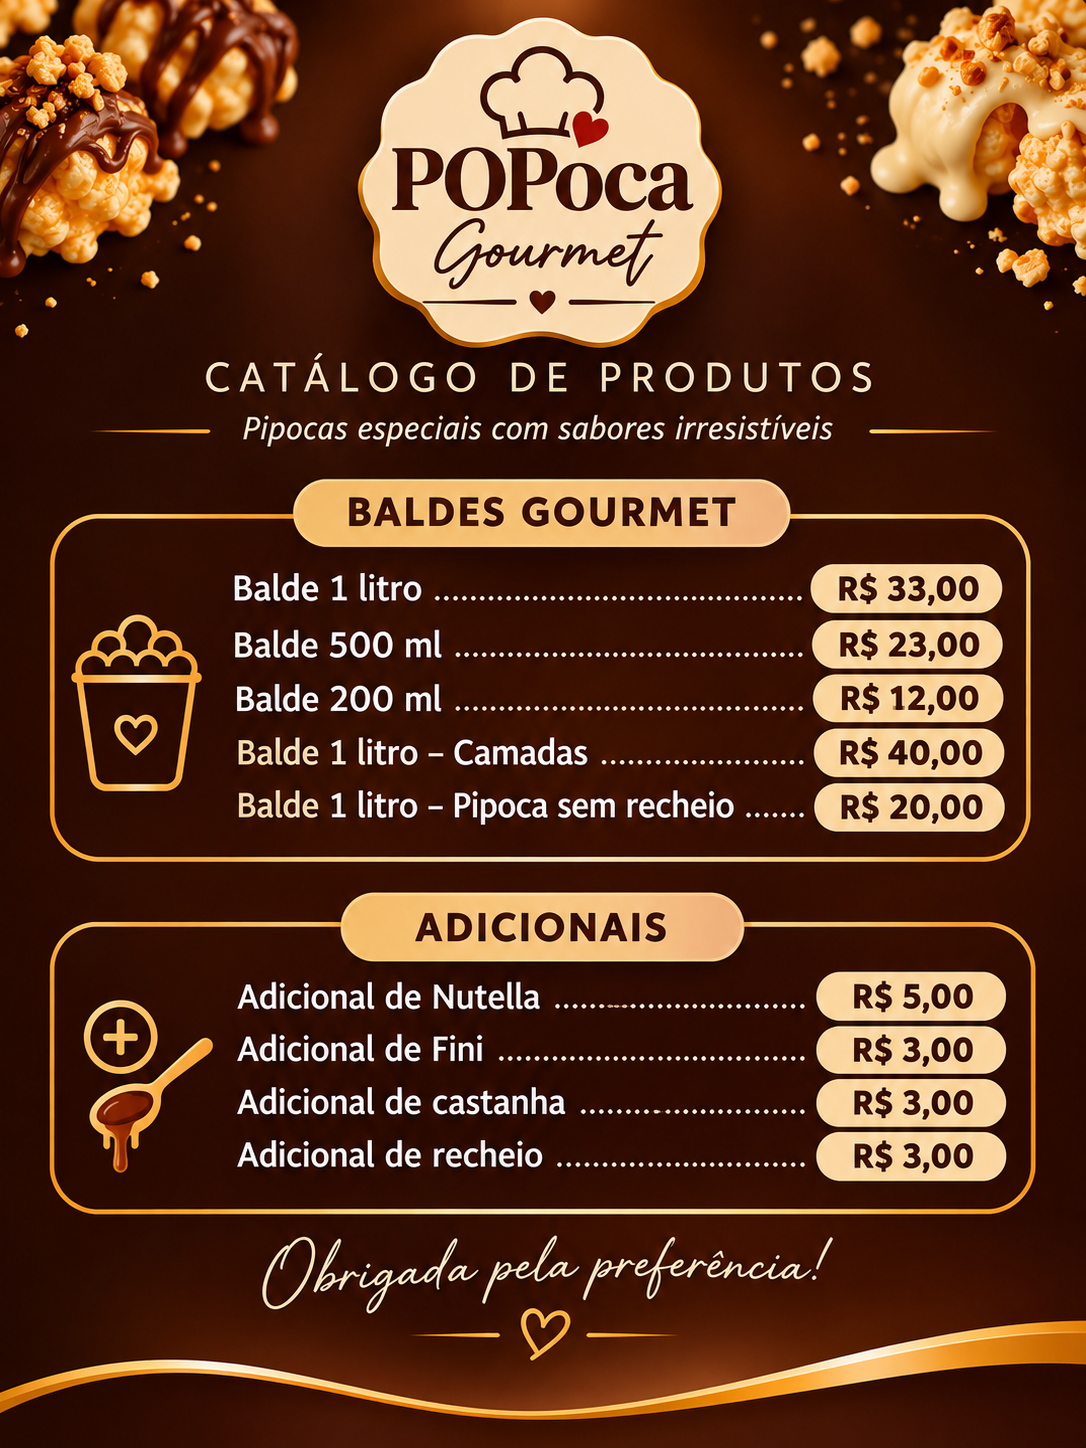 POPoca
Gourmet
CATÁLOGO DE PRODUTOS
Pipocas especiais com sabores irresistíveis
BALDES GOURMET
Balde 1 litro ........................................ R$ 33,00
Balde 500 ml ...................................... R$ 23,00
Balde 200 ml ...................................... R$ 12,00
Balde 1 litro – Camadas ...................... R$ 40,00
Balde 1 litro – Pipoca sem recheio ....... R$ 20,00
ADICIONAIS
Adicional de Nutella ........................... R$ 5,00
Adicional de Fini ................................. R$ 3,00
Adicional de castanha ........................ R$ 3,00
Adicional de recheio ........................... R$ 3,00
Obrigada pela preferência!